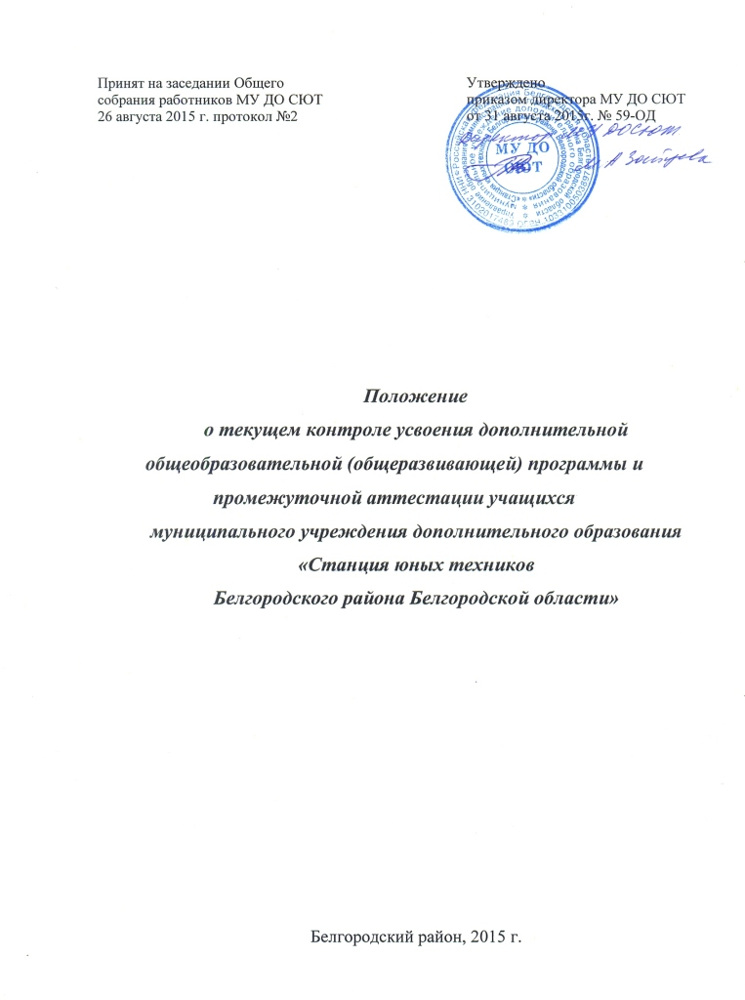 Принят на заседании Общего
собрания работников МУ ДО СЮТ
26 августа 2015 г. протокол №2
Утверждено
приказом директора МУ ДО СЮТ
от 31 августа 2015г. № 59-ОД
Директор МУ ДО СЮТ
МУ ДО
СЮТ
Положение
о текущем контроле усвоения дополнительной
общеобразовательной (общеразвивающей) программы и
промежуточной аттестации учащихся
муниципального учреждения дополнительного образования
«Станция юных техников
Белгородского района Белгородской области»
Белгородский район, 2015 г.